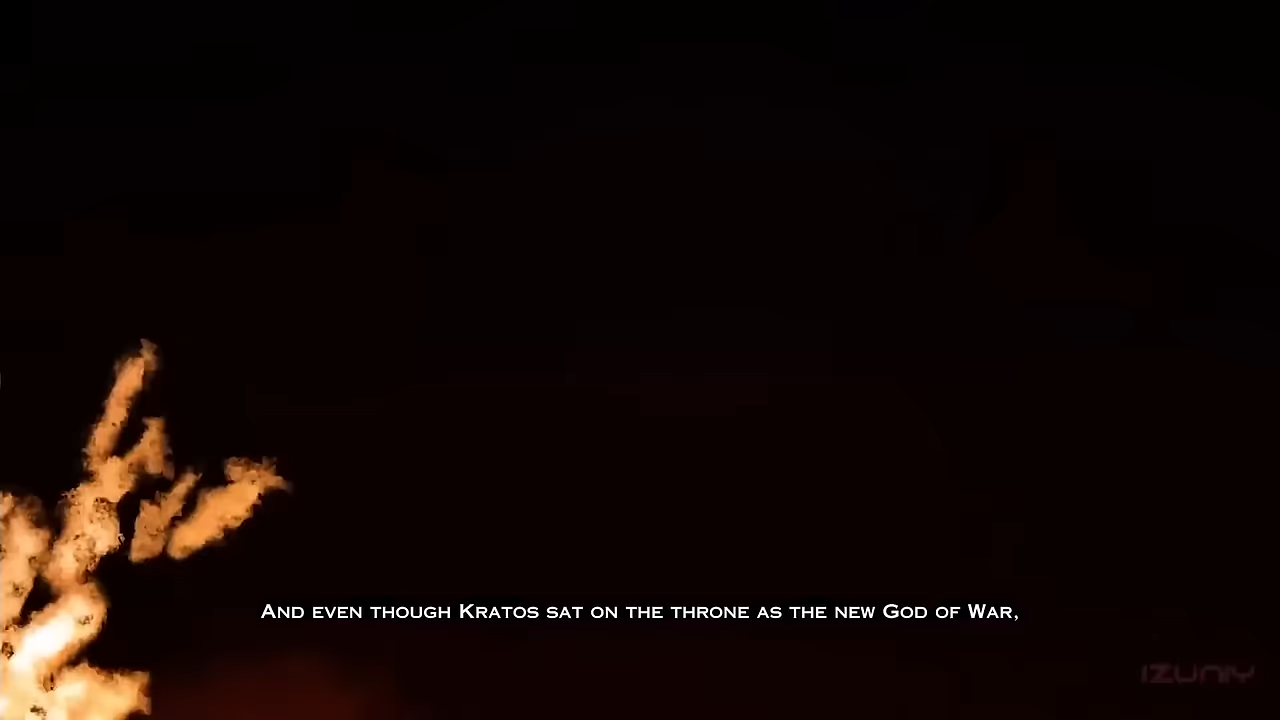 And even though Kratos sat on the throne as the new God of War,
IZUNIY